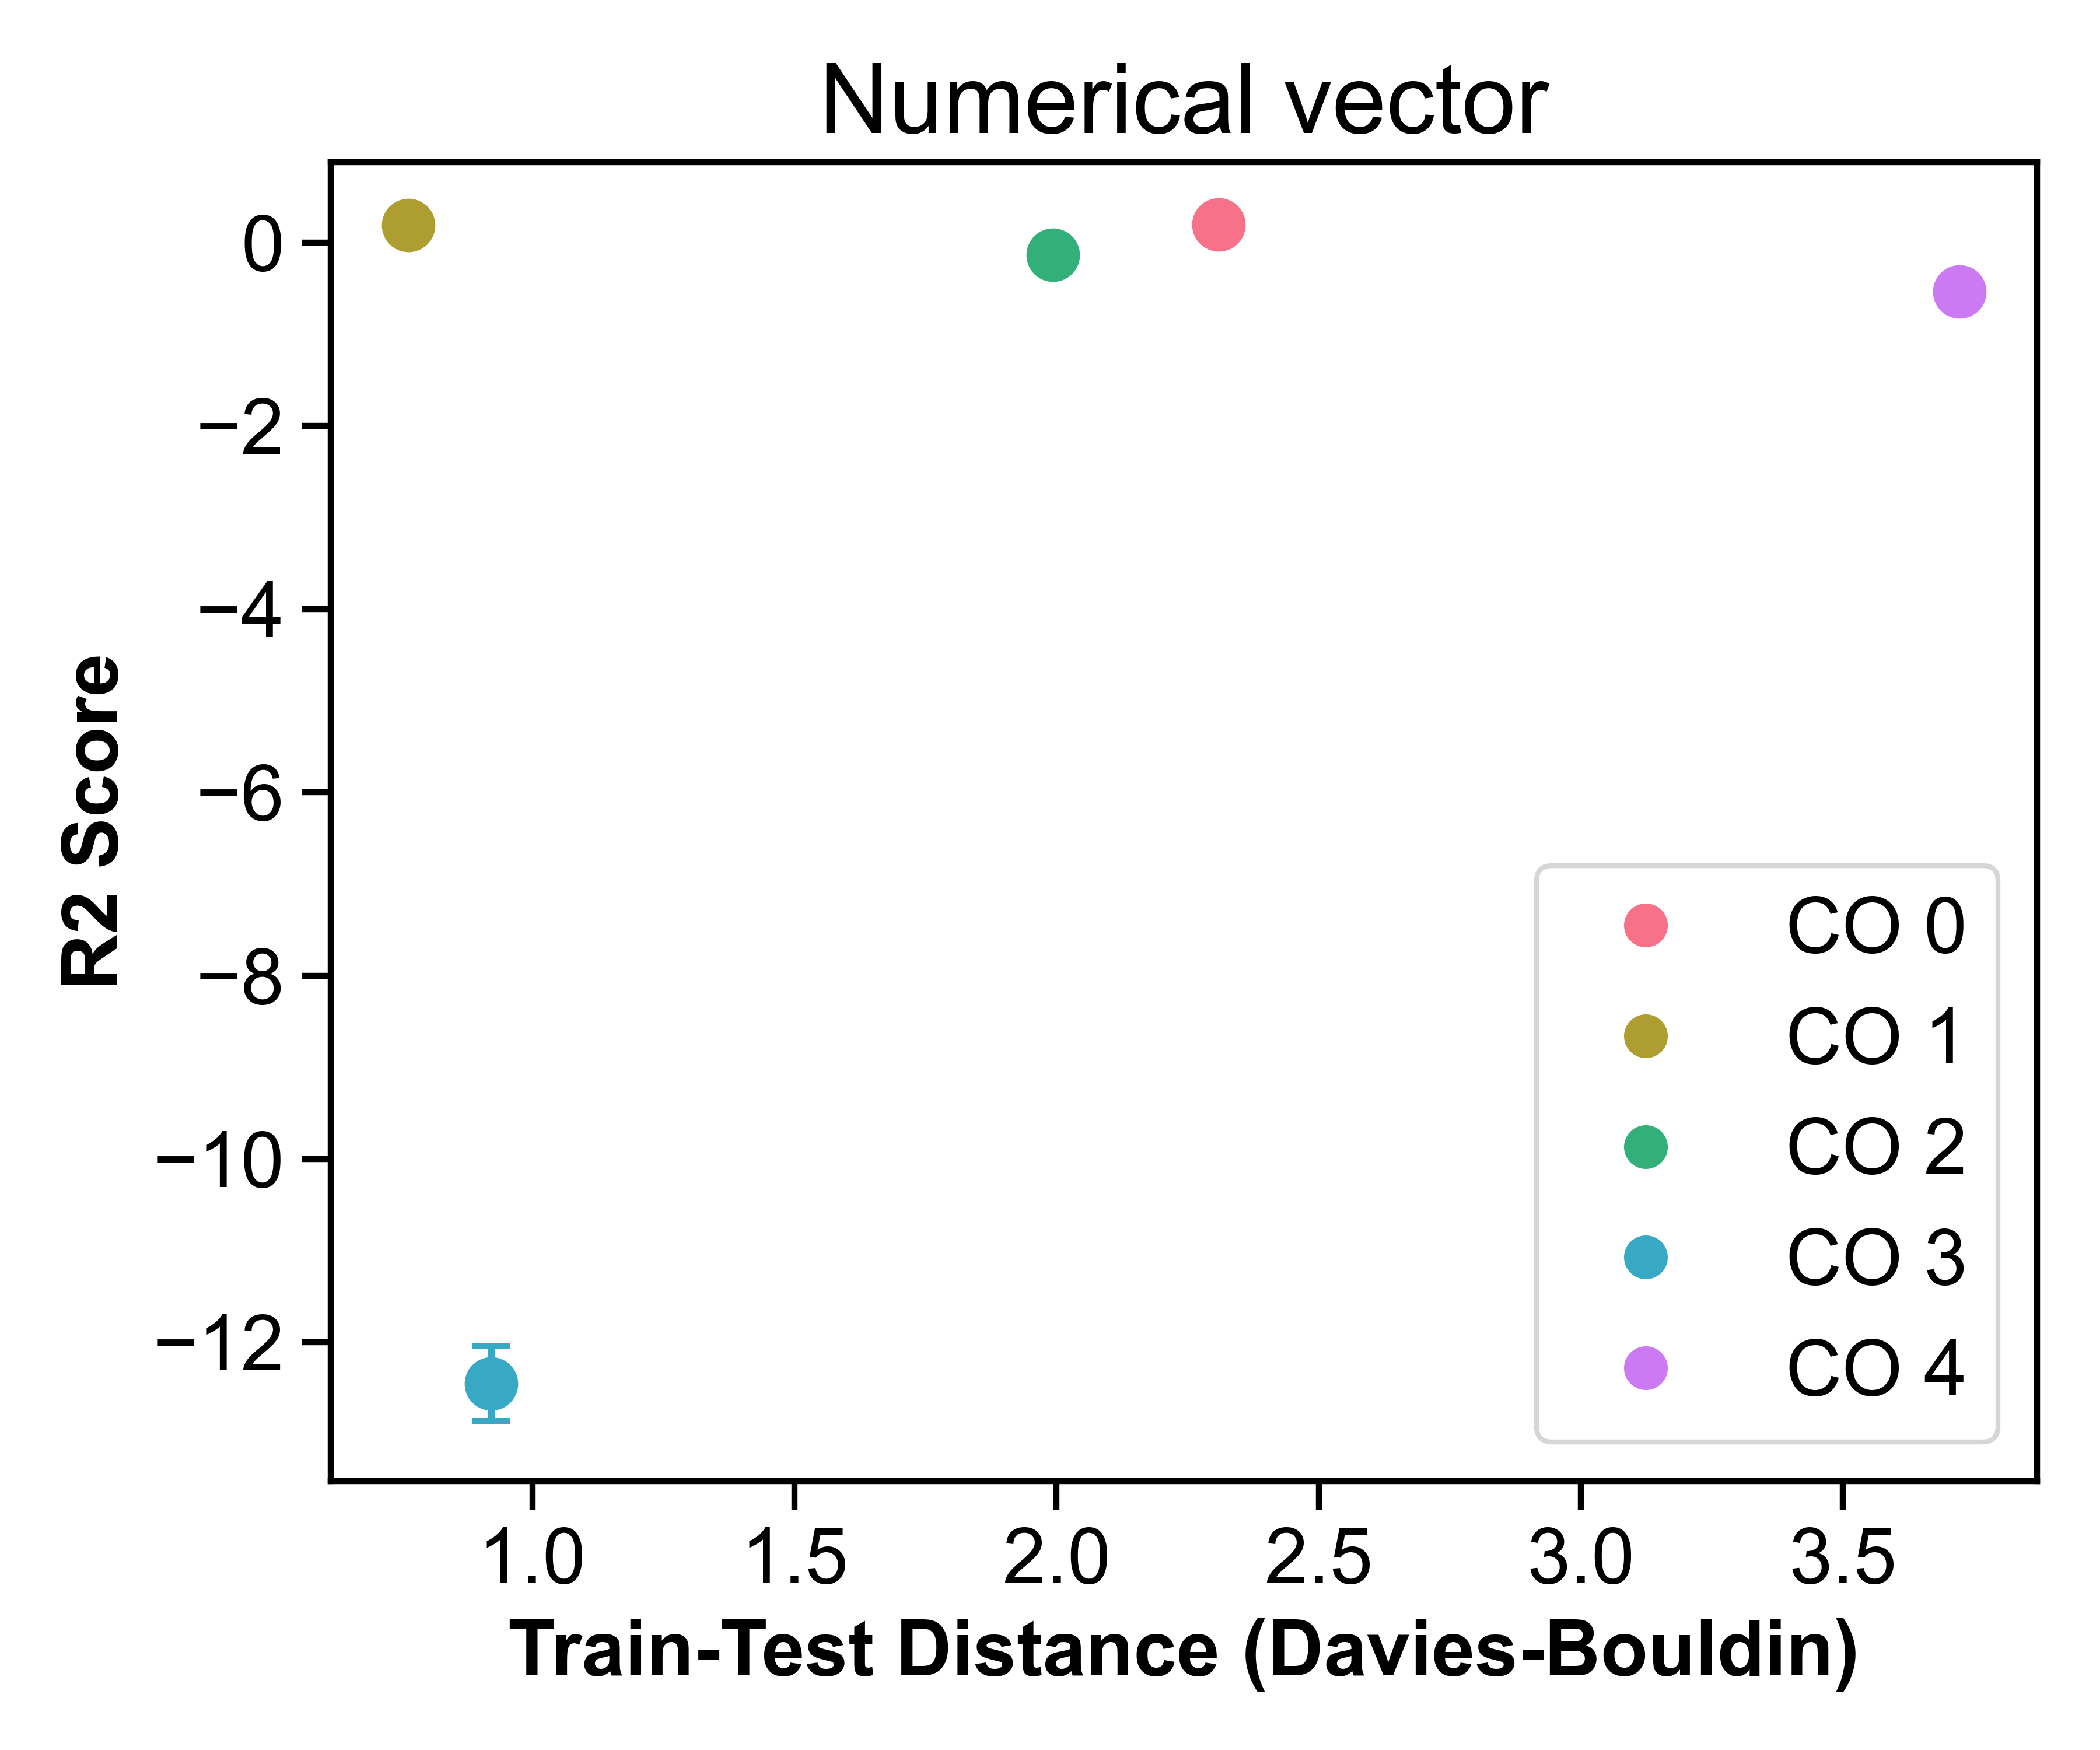 Numerical vector
0
−2
−4
−6
−8
−10
−12
R2 Score
CO 0
CO 1
CO 2
CO 3
CO 4
1.0 1.5 2.0 2.5 3.0 3.5
Train-Test Distance (Davies-Bouldin)